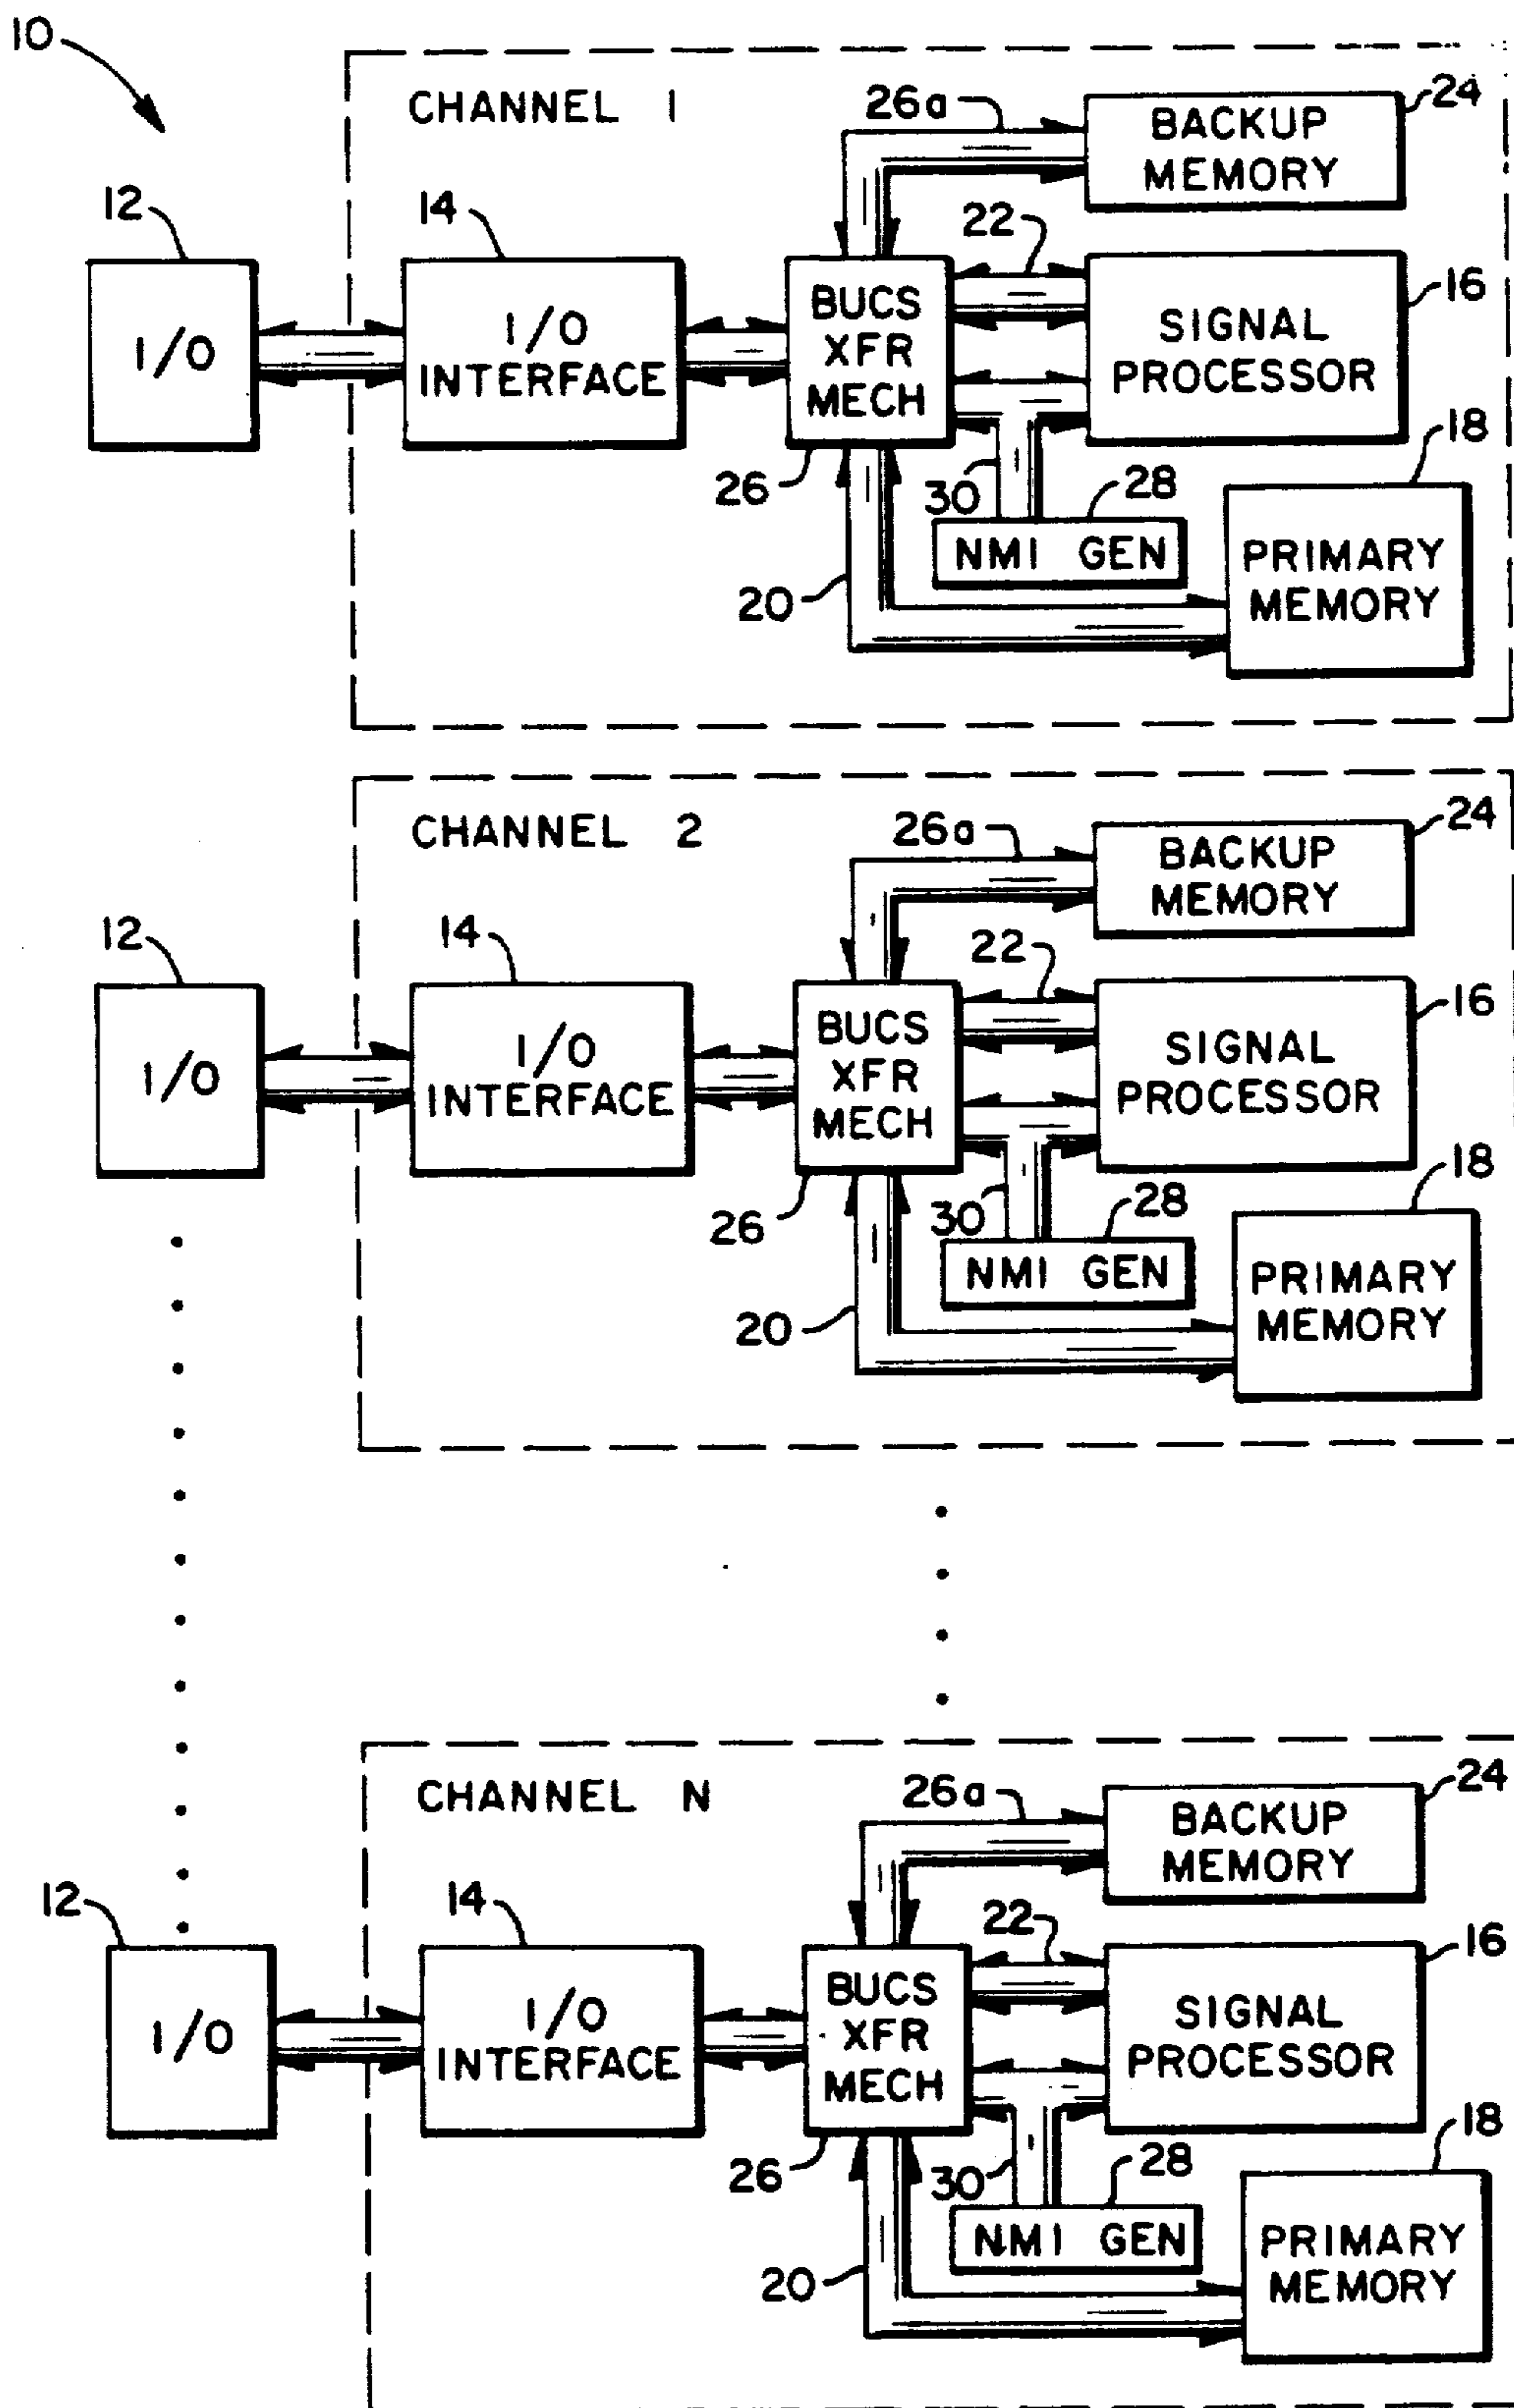 10
CHANNEL 1
26a
BACKUP
MEMORY
24
12
14
22
I/O
I/O
INTERFACE
BUCS
XFR
MECH
SIGNAL
PROCESSOR
16
26
30
28
NMI GEN
18
PRIMARY
MEMORY
20
CHANNEL 2
26a
BACKUP
MEMORY
24
12
14
22
I/O
I/O
INTERFACE
BUCS
XFR
MECH
SIGNAL
PROCESSOR
16
26
30
28
NMI GEN
18
PRIMARY
MEMORY
20
CHANNEL N
26a
BACKUP
MEMORY
24
12
14
22
I/O
I/O
INTERFACE
BUCS
XFR
MECH
SIGNAL
PROCESSOR
16
26
30
28
NMI GEN
18
PRIMARY
MEMORY
20